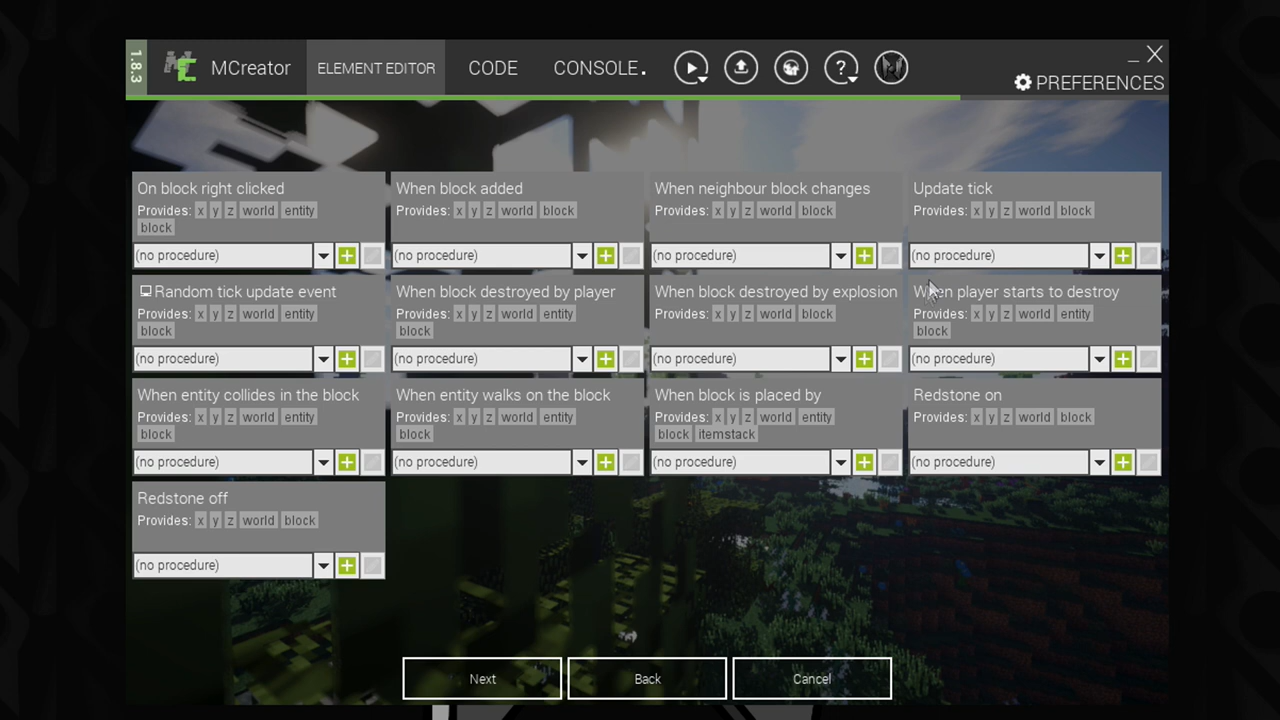 1.8.3
MCreator
ELEMENT EDITOR
CODE
CONSOLE.
?
_ X
PREFERENCES
On block right clicked
Provides: x y z world entity
block
(no procedure)
When block added
Provides: x y z world block
(no procedure)
When neighbour block changes
Provides: x y z world block
(no procedure)
Update tick
Provides: x y z world block
(no procedure)
Random tick update event
Provides: x y z world entity
block
(no procedure)
When block destroyed by player
Provides: x y z world entity
block
(no procedure)
When block destroyed by explosion
Provides: x y z world block
(no procedure)
When player starts to destroy
Provides: x y z world entity
block
(no procedure)
When entity collides in the block
Provides: x y z world entity
block
(no procedure)
When entity walks on the block
Provides: x y z world entity
block
(no procedure)
When block is placed by
Provides: x y z world entity
block itemstack
(no procedure)
Redstone on
Provides: x y z world block
(no procedure)
Redstone off
Provides: x y z world block
(no procedure)
Next
Back
Cancel